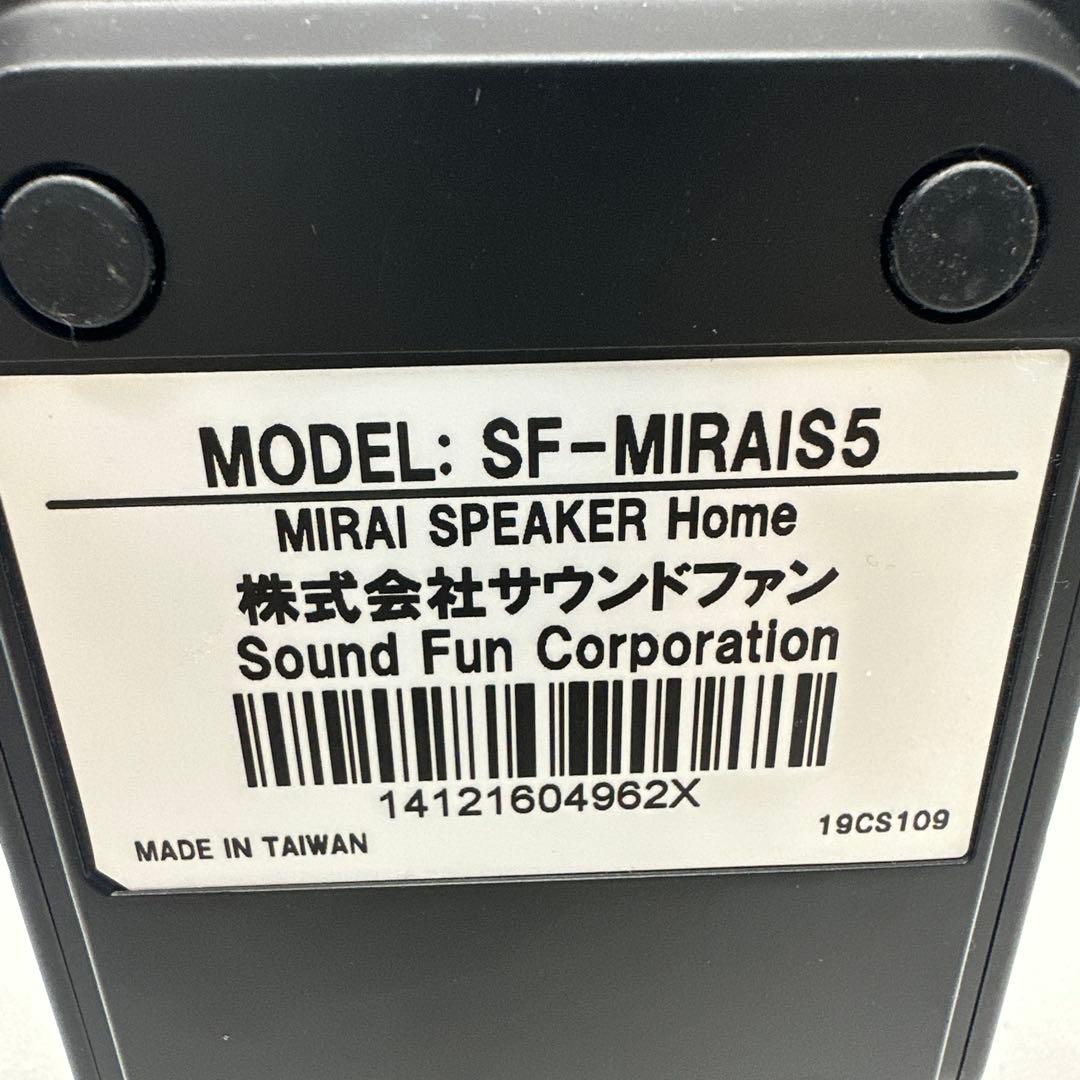 MODEL: SF-MIRAIS5
MIRAI SPEAKER Home
株式会社サウンドファン
Sound Fun Corporation
14121604962X
MADE IN TAIWAN
19CS109